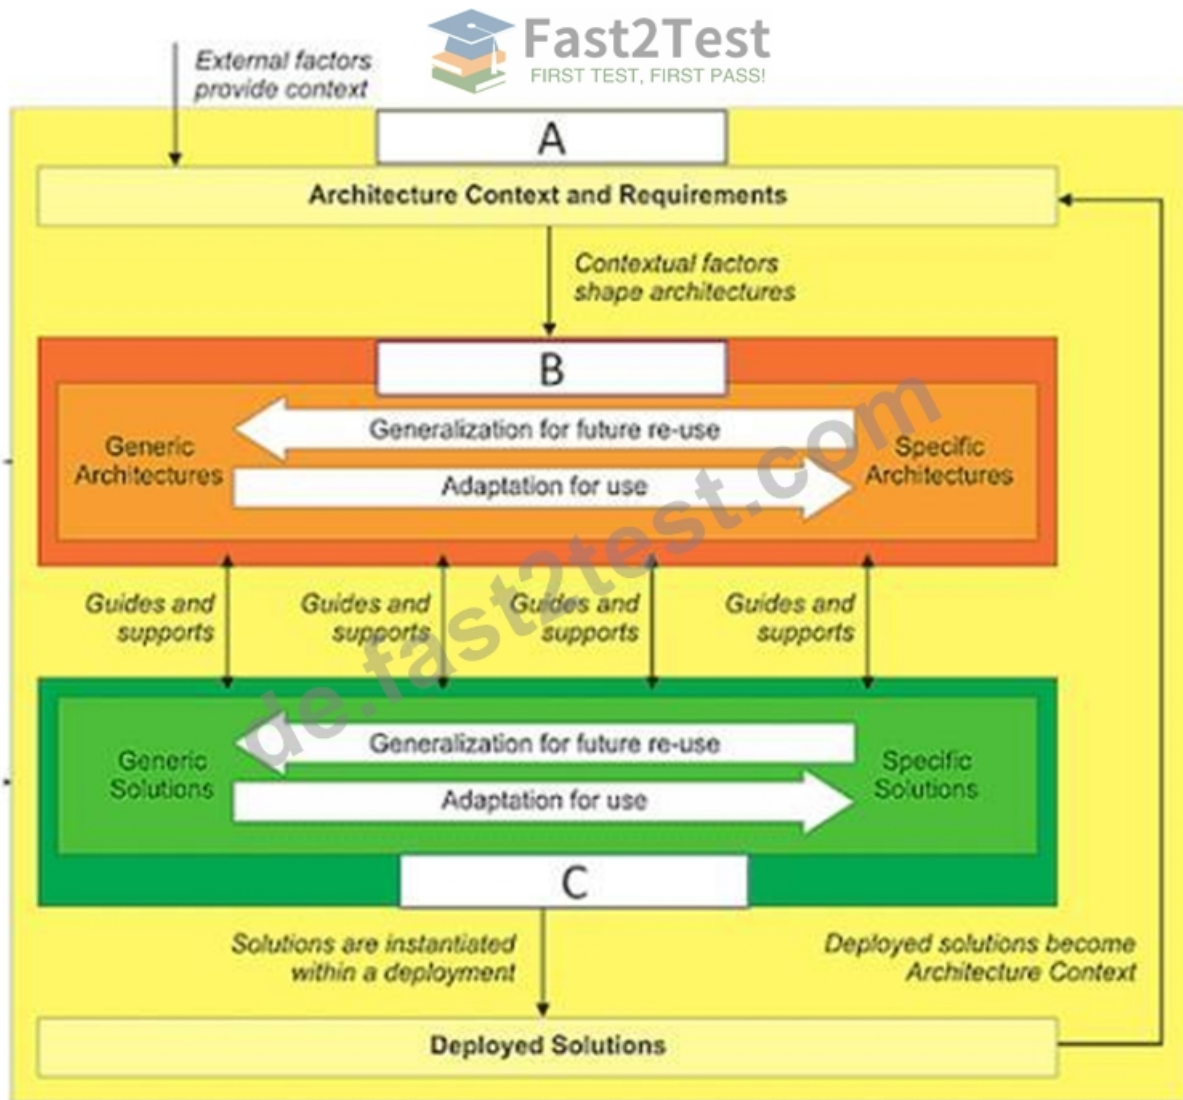 Fast2Test
FIRST TEST, FIRST PASS!
External factors
provide context
A
Architecture Context and Requirements
Contextual factors
shape architectures
B
Generalization for future re-use
Generic
Architectures
Specific
Architectures
Adaptation for use
Guides and
supports
Guides and
supports
Guides and
supports
Guides and
supports
de.fast2test.com
Generalization for future re-use
Generic
Solutions
Specific
Solutions
Adaptation for use
C
Solutions are instantiated
within a deployment
Deployed solutions become
Architecture Context
Deployed Solutions